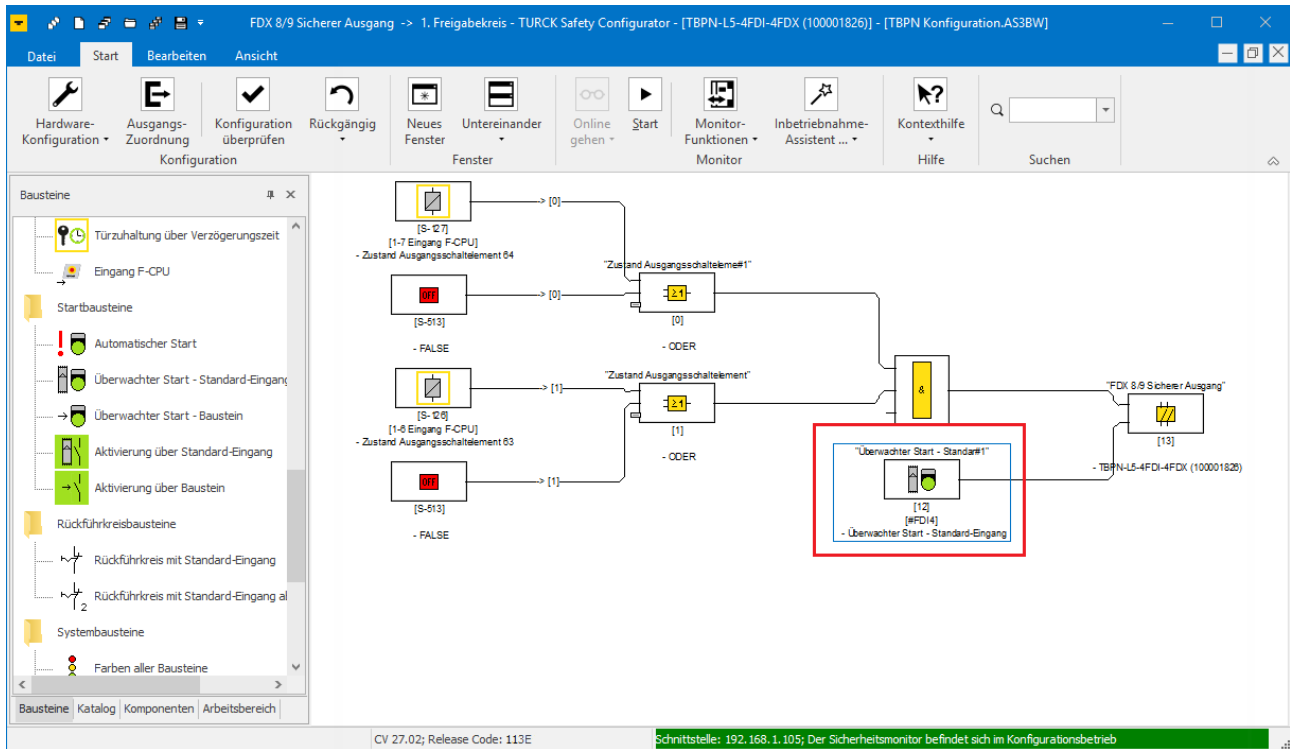 FDX 8/9 Sicherer Ausgang -> 1. Freigabekreis - TURCK Safety Configurator - [TBPN-L5-4FDI-4FDX (100001826)] - [TBPN Konfiguration.AS3BW]
Datei Start Bearbeiten Ansicht
Hardware-Konfiguration
Ausgangs-Zuordnung
Konfiguration überprüfen
Rückgängig
Neues Fenster
Untereinander
Online gehen
Start
Monitor-Funktionen
Inbetriebnahme-Assistent ...
Kontexthilfe
Konfiguration Fenster Monitor Hilfe Suchen
Bausteine
Türzuhaltung über Verzögerungszeit
Eingang F-CPU
Startbausteine
Automatischer Start
Überwachter Start - Standard-Eingang
Überwachter Start - Baustein
Aktivierung über Standard-Eingang
Aktivierung über Baustein
Rückführkreisbausteine
Rückführkreis mit Standard-Eingang
2
Rückführkreis mit Standard-Eingang al
Systembausteine
Farben aller Bausteine
Bausteine Katalog Komponenten Arbeitsbereich
-> [0]
[S-127]
[1-7 Eingang F-CPU]
- Zustand Ausgangsschaltelement 64
OFF
-> [0]
[S-513]
- FALSE
"Zustand Ausgangsschalteleme#1"
≥1
[0]
- ODER
-> [1]
[S-126]
[1-6 Eingang F-CPU]
- Zustand Ausgangsschaltelement 63
OFF
-> [1]
[S-513]
- FALSE
"Zustand Ausgangsschaltelement"
≥1
[1]
- ODER
&
"Überwachter Start - Standar#1"
[12]
[#FDI4]
- Überwachter Start - Standard-Eingang
"FDX 8/9 Sicherer Ausgang"
[13]
- TBPN-L5-4FDI-4FDX (100001826)
CV 27.02; Release Code: 113E
Schnittstelle: 192.168.1.105; Der Sicherheitsmonitor befindet sich im Konfigurationsbetrieb